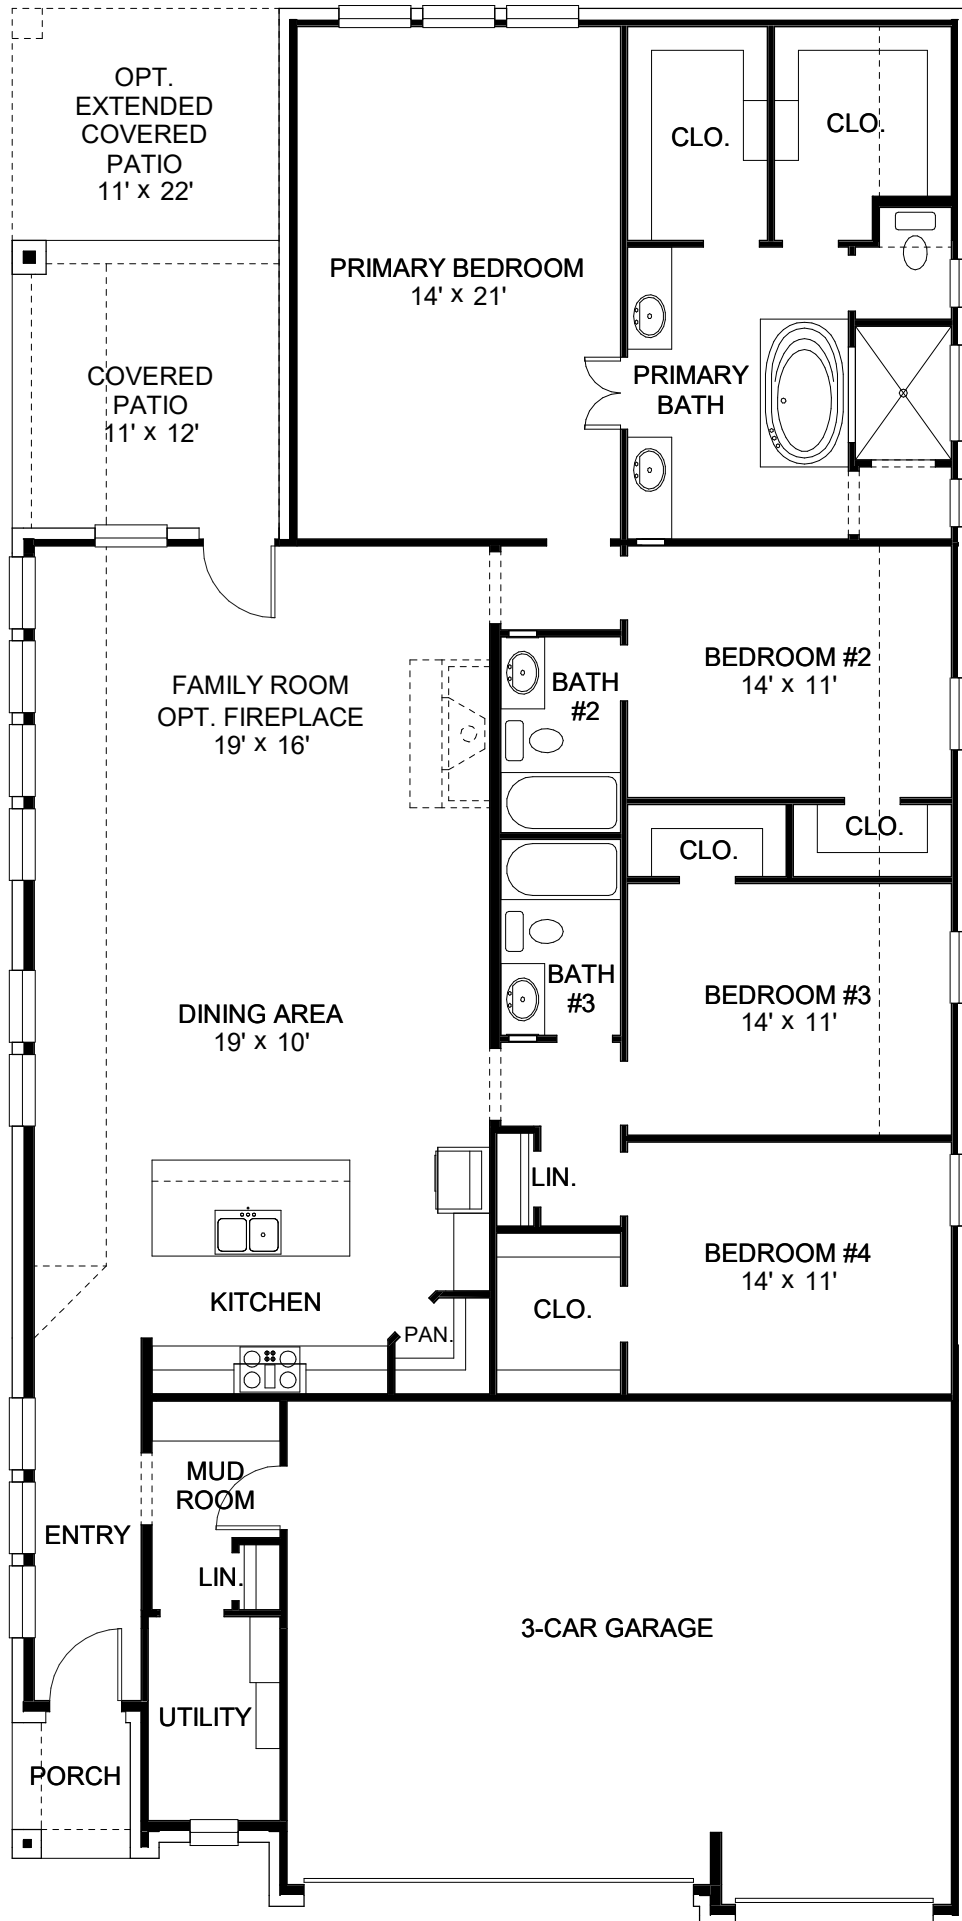 OPT.
EXTENDED
COVERED
PATIO
11' x 22'
CLO.
CLO.
PRIMARY BEDROOM
14' x 21'
COVERED
PATIO
11' x 12'
PRIMARY
BATH
FAMILY ROOM
OPT. FIREPLACE
19' x 16'
BATH
#2
BEDROOM #2
14' x 11'
CLO.
CLO.
DINING AREA
19' x 10'
BATH
#3
BEDROOM #3
14' x 11'
LIN.
KITCHEN
PAN.
CLO.
BEDROOM #4
14' x 11'
MUD
ROOM
ENTRY
LIN.
3-CAR GARAGE
UTILITY
PORCH